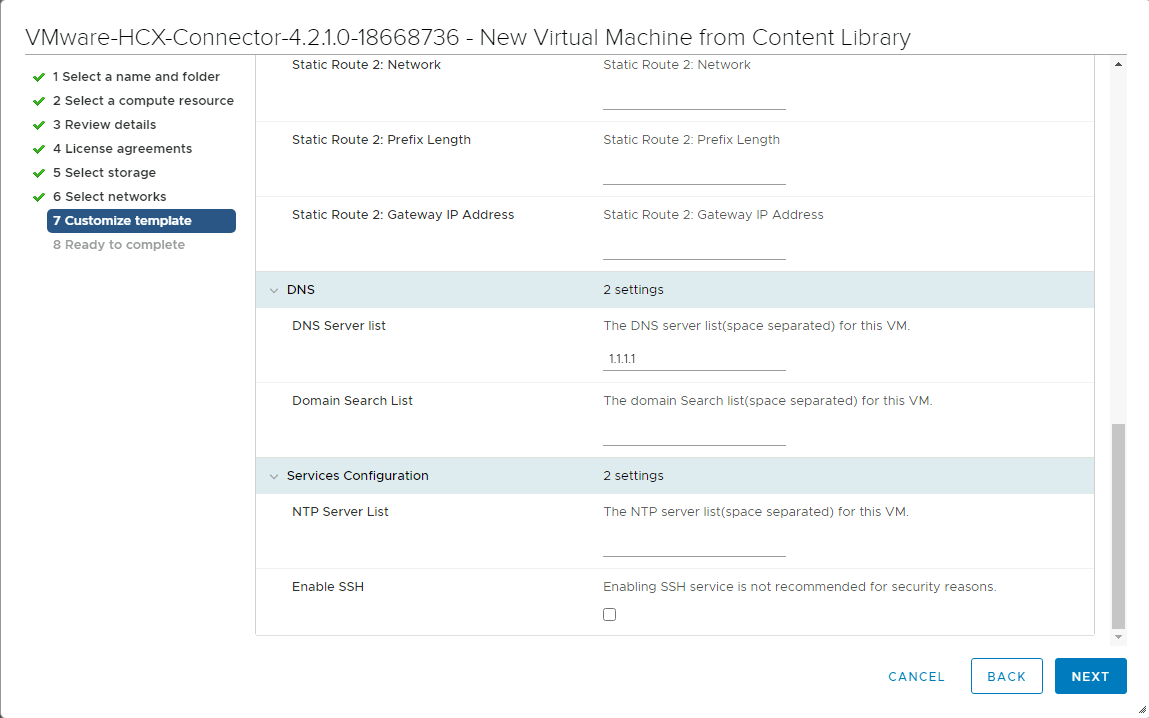 VMware-HCX-Connector-4.2.1.0-18668736 - New Virtual Machine from Content Library
1 Select a name and folder
2 Select a compute resource
3 Review details
4 License agreements
5 Select storage
6 Select networks
7 Customize template
8 Ready to complete
Static Route 2: Network
Static Route 2: Network
Static Route 2: Prefix Length
Static Route 2: Prefix Length
Static Route 2: Gateway IP Address
Static Route 2: Gateway IP Address
DNS
2 settings
DNS Server list
The DNS server list(space separated) for this VM.
1.1.1.1
Domain Search List
The domain Search list(space separated) for this VM.
Services Configuration
2 settings
NTP Server List
The NTP server list(space separated) for this VM.
Enable SSH
Enabling SSH service is not recommended for security reasons.
CANCEL
BACK
NEXT